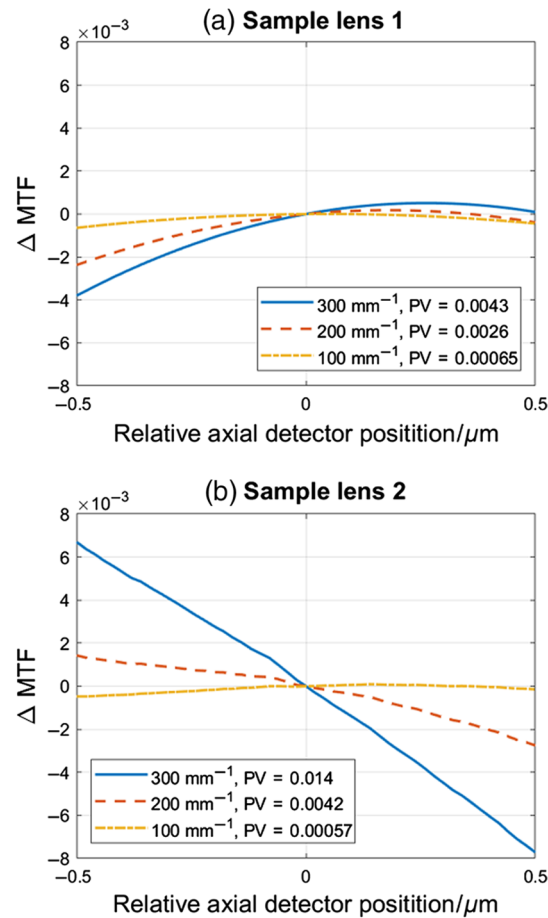 (a) Sample lens 1
×10⁻³
8
6
4
2
0
−2
−4
−6
−8
Δ MTF
300 mm⁻¹, PV = 0.0043
200 mm⁻¹, PV = 0.0026
100 mm⁻¹, PV = 0.00065
−0.5 0 0.5
Relative axial detector positition/µm
(b) Sample lens 2
×10⁻³
8
6
4
2
0
−2
−4
−6
−8
Δ MTF
300 mm⁻¹, PV = 0.014
200 mm⁻¹, PV = 0.0042
100 mm⁻¹, PV = 0.00057
−0.5 0 0.5
Relative axial detector positition/µm